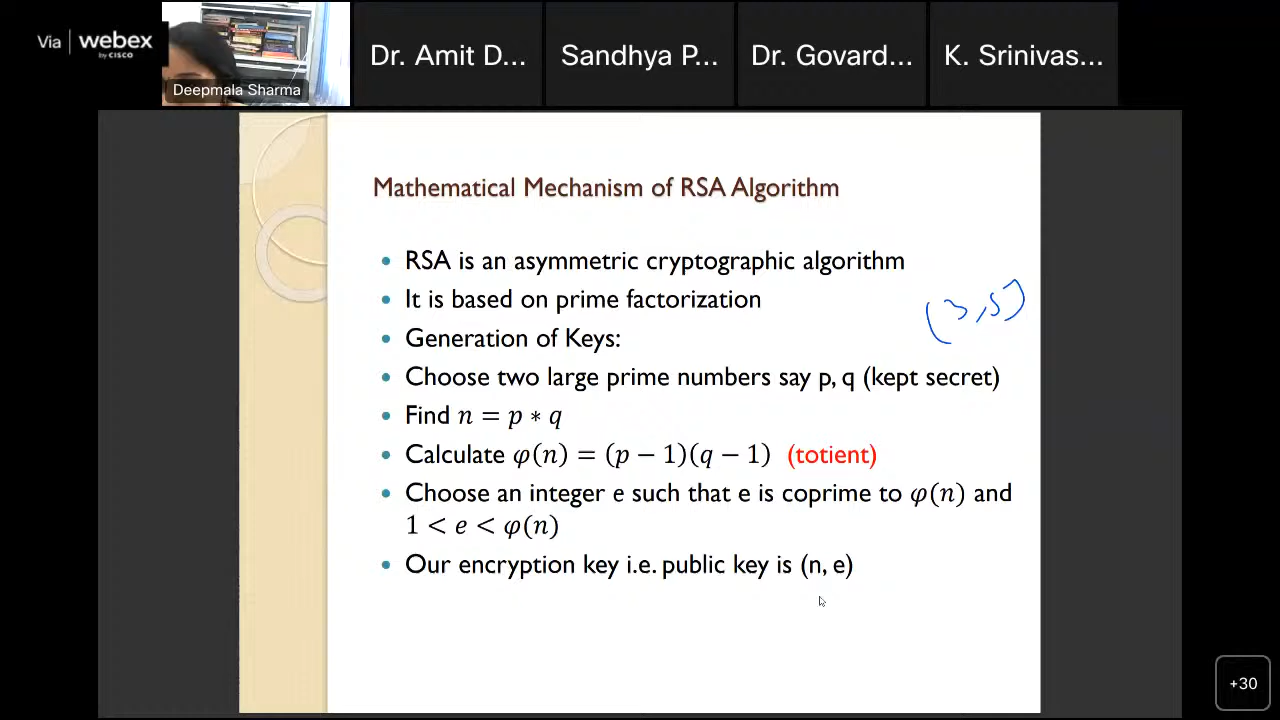 Via webex
by CISCO
Deepmala Sharma
Dr. Amit D...
Sandhya P...
Dr. Govard...
K. Srinivas...
Mathematical Mechanism of RSA Algorithm
• RSA is an asymmetric cryptographic algorithm
• It is based on prime factorization
(3,5)
• Generation of Keys:
• Choose two large prime numbers say p, q (kept secret)
• Find n = p ∗ q
• Calculate φ(n) = (p − 1)(q − 1) (totient)
• Choose an integer e such that e is coprime to φ(n) and
1 < e < φ(n)
• Our encryption key i.e. public key is (n, e)
+30